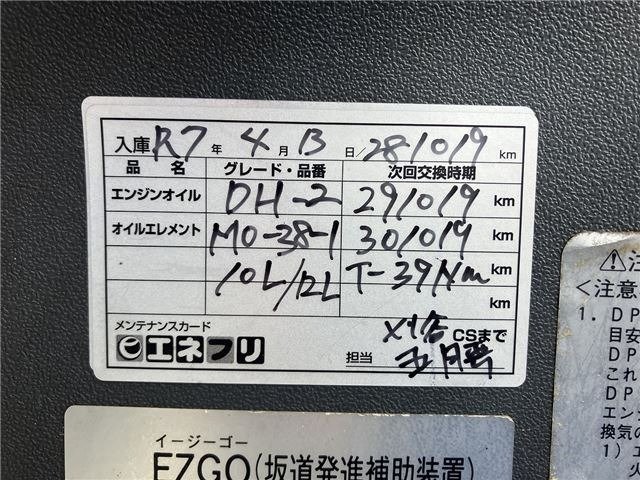 入庫 R7 年 4 月 13 日/281019 km
品名 グレード・品番 次回交換時期
エンジンオイル DH-2 291019 km
オイルエレメント MO-38-1 301019 km
10L/12L T-39Nm km
km
メンテナンスカード
エネフリ CSまで
担当
イージーゴー
EZGO(坂道発進補助装置)
注
<注意
1. DP
目安
DP
これ
DP
エン
換気の
1) エ
火